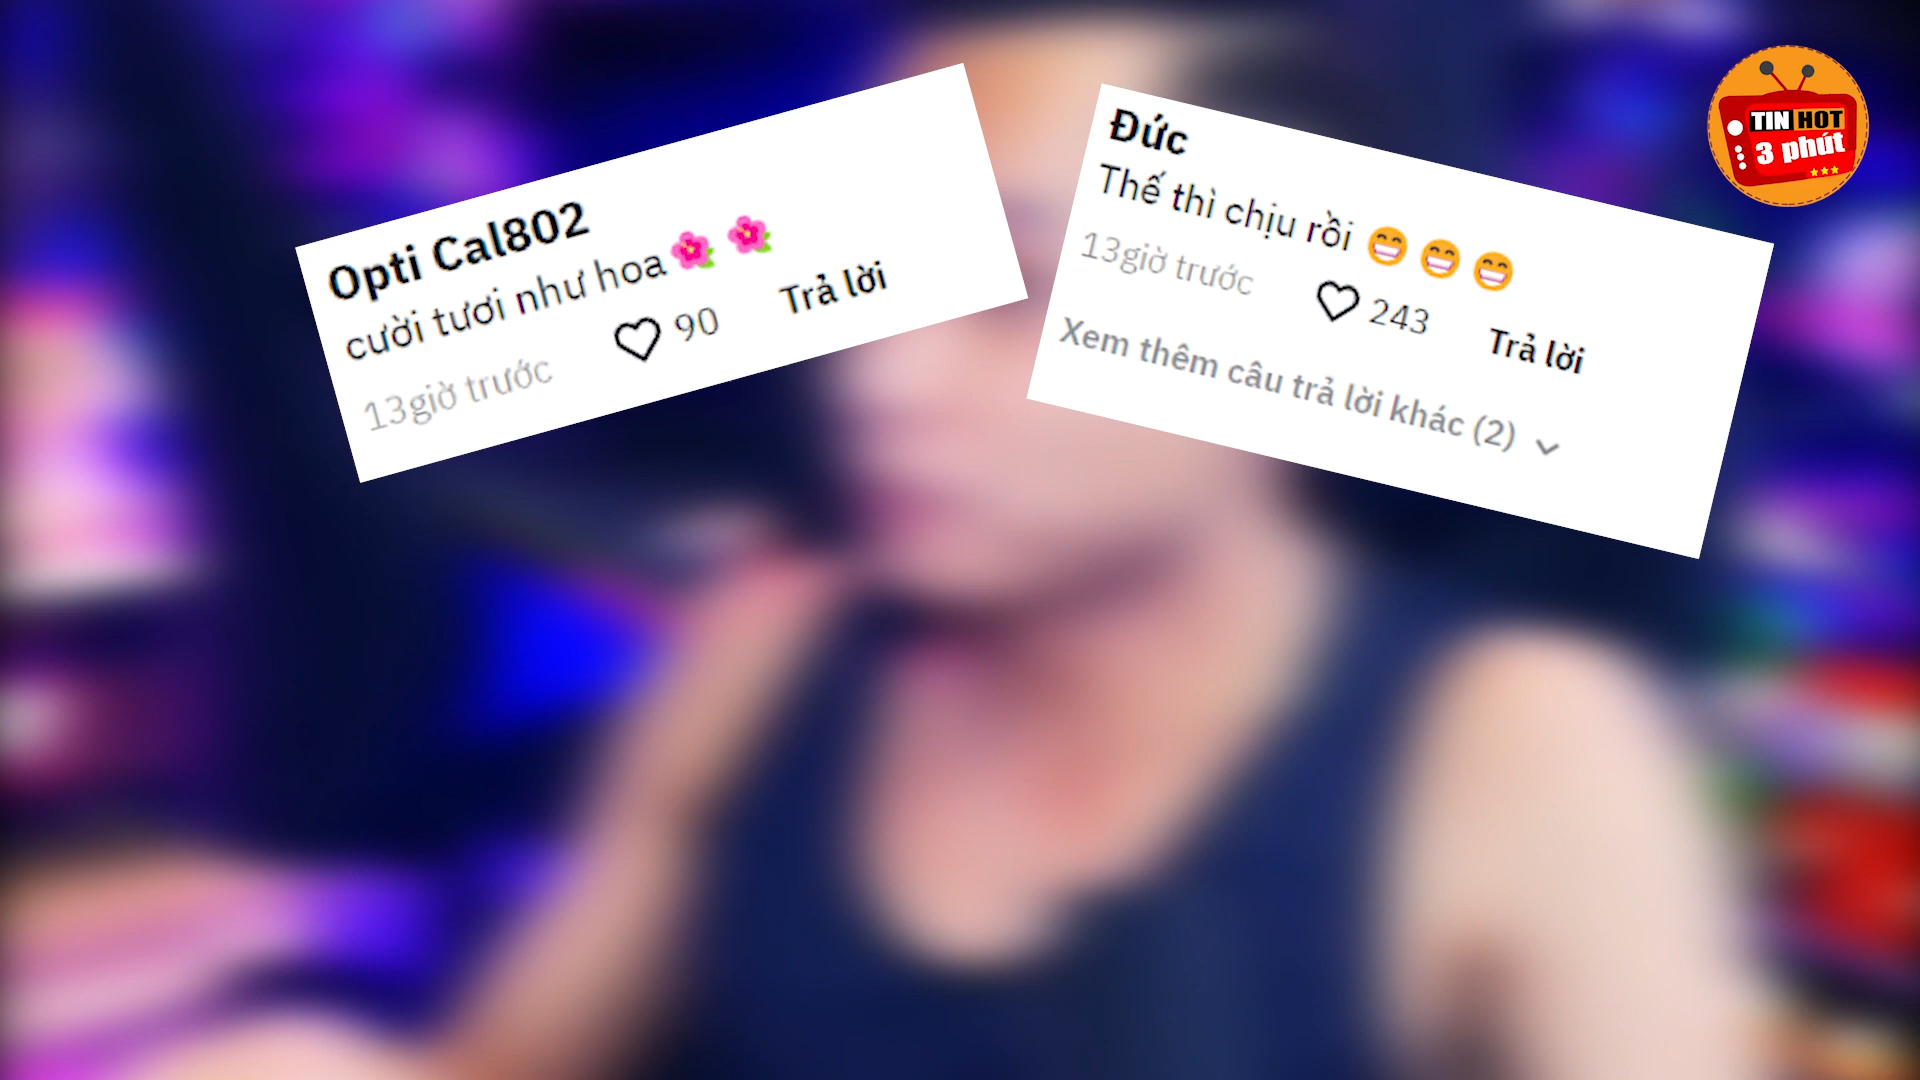 Opti Cal802
cười tươi như hoa🌺 🌺
13giờ trước 90 Trả lời
Đức
Thế thì chịu rồi 😁 😁 😁
13giờ trước 243 Trả lời
Xem thêm câu trả lời khác (2)
TIN HOT
3 phút